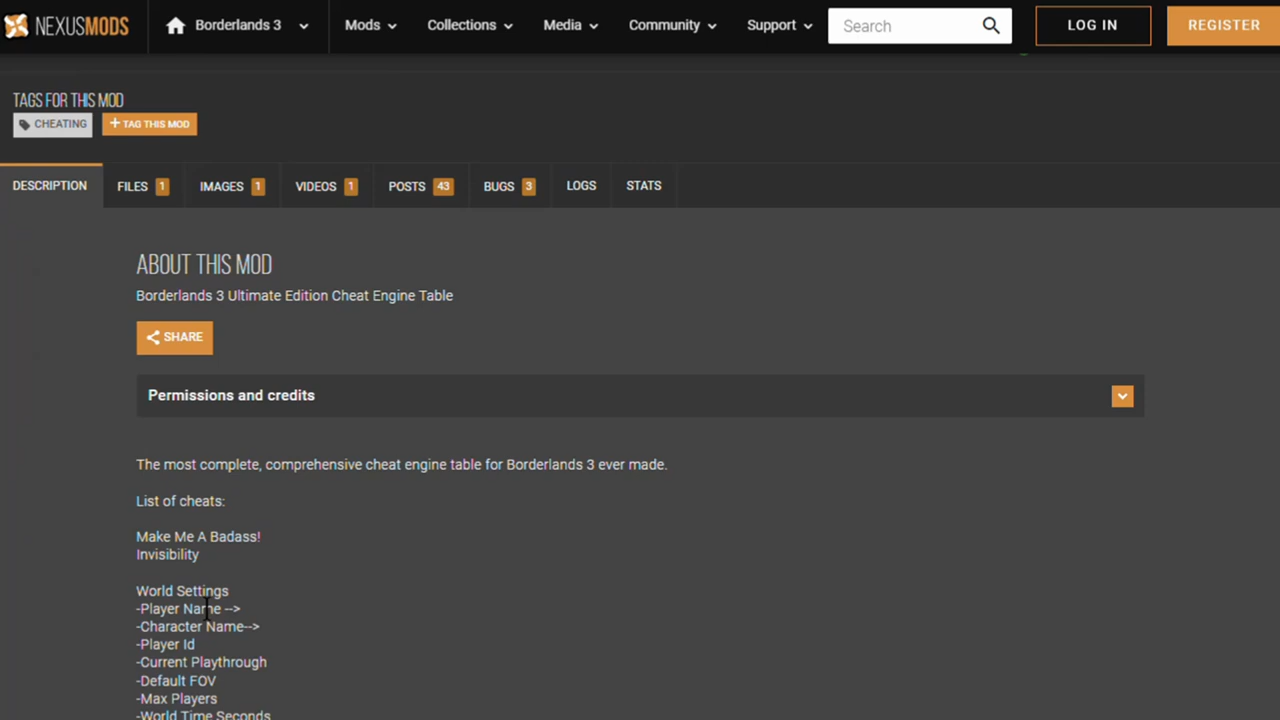 NEXUSMODS Borderlands 3 Mods Collections Media Community Support Search LOG IN REGISTER
TAGS FOR THIS MOD
CHEATING + TAG THIS MOD
DESCRIPTION FILES 1 IMAGES 1 VIDEOS 1 POSTS 43 BUGS 3 LOGS STATS
ABOUT THIS MOD
Borderlands 3 Ultimate Edition Cheat Engine Table
SHARE
Permissions and credits
The most complete, comprehensive cheat engine table for Borderlands 3 ever made.
List of cheats:
Make Me A Badass!
Invisibility
World Settings
-Player Name -->
-Character Name-->
-Player Id
-Current Playthrough
-Default FOV
-Max Players
-World Time Seconds